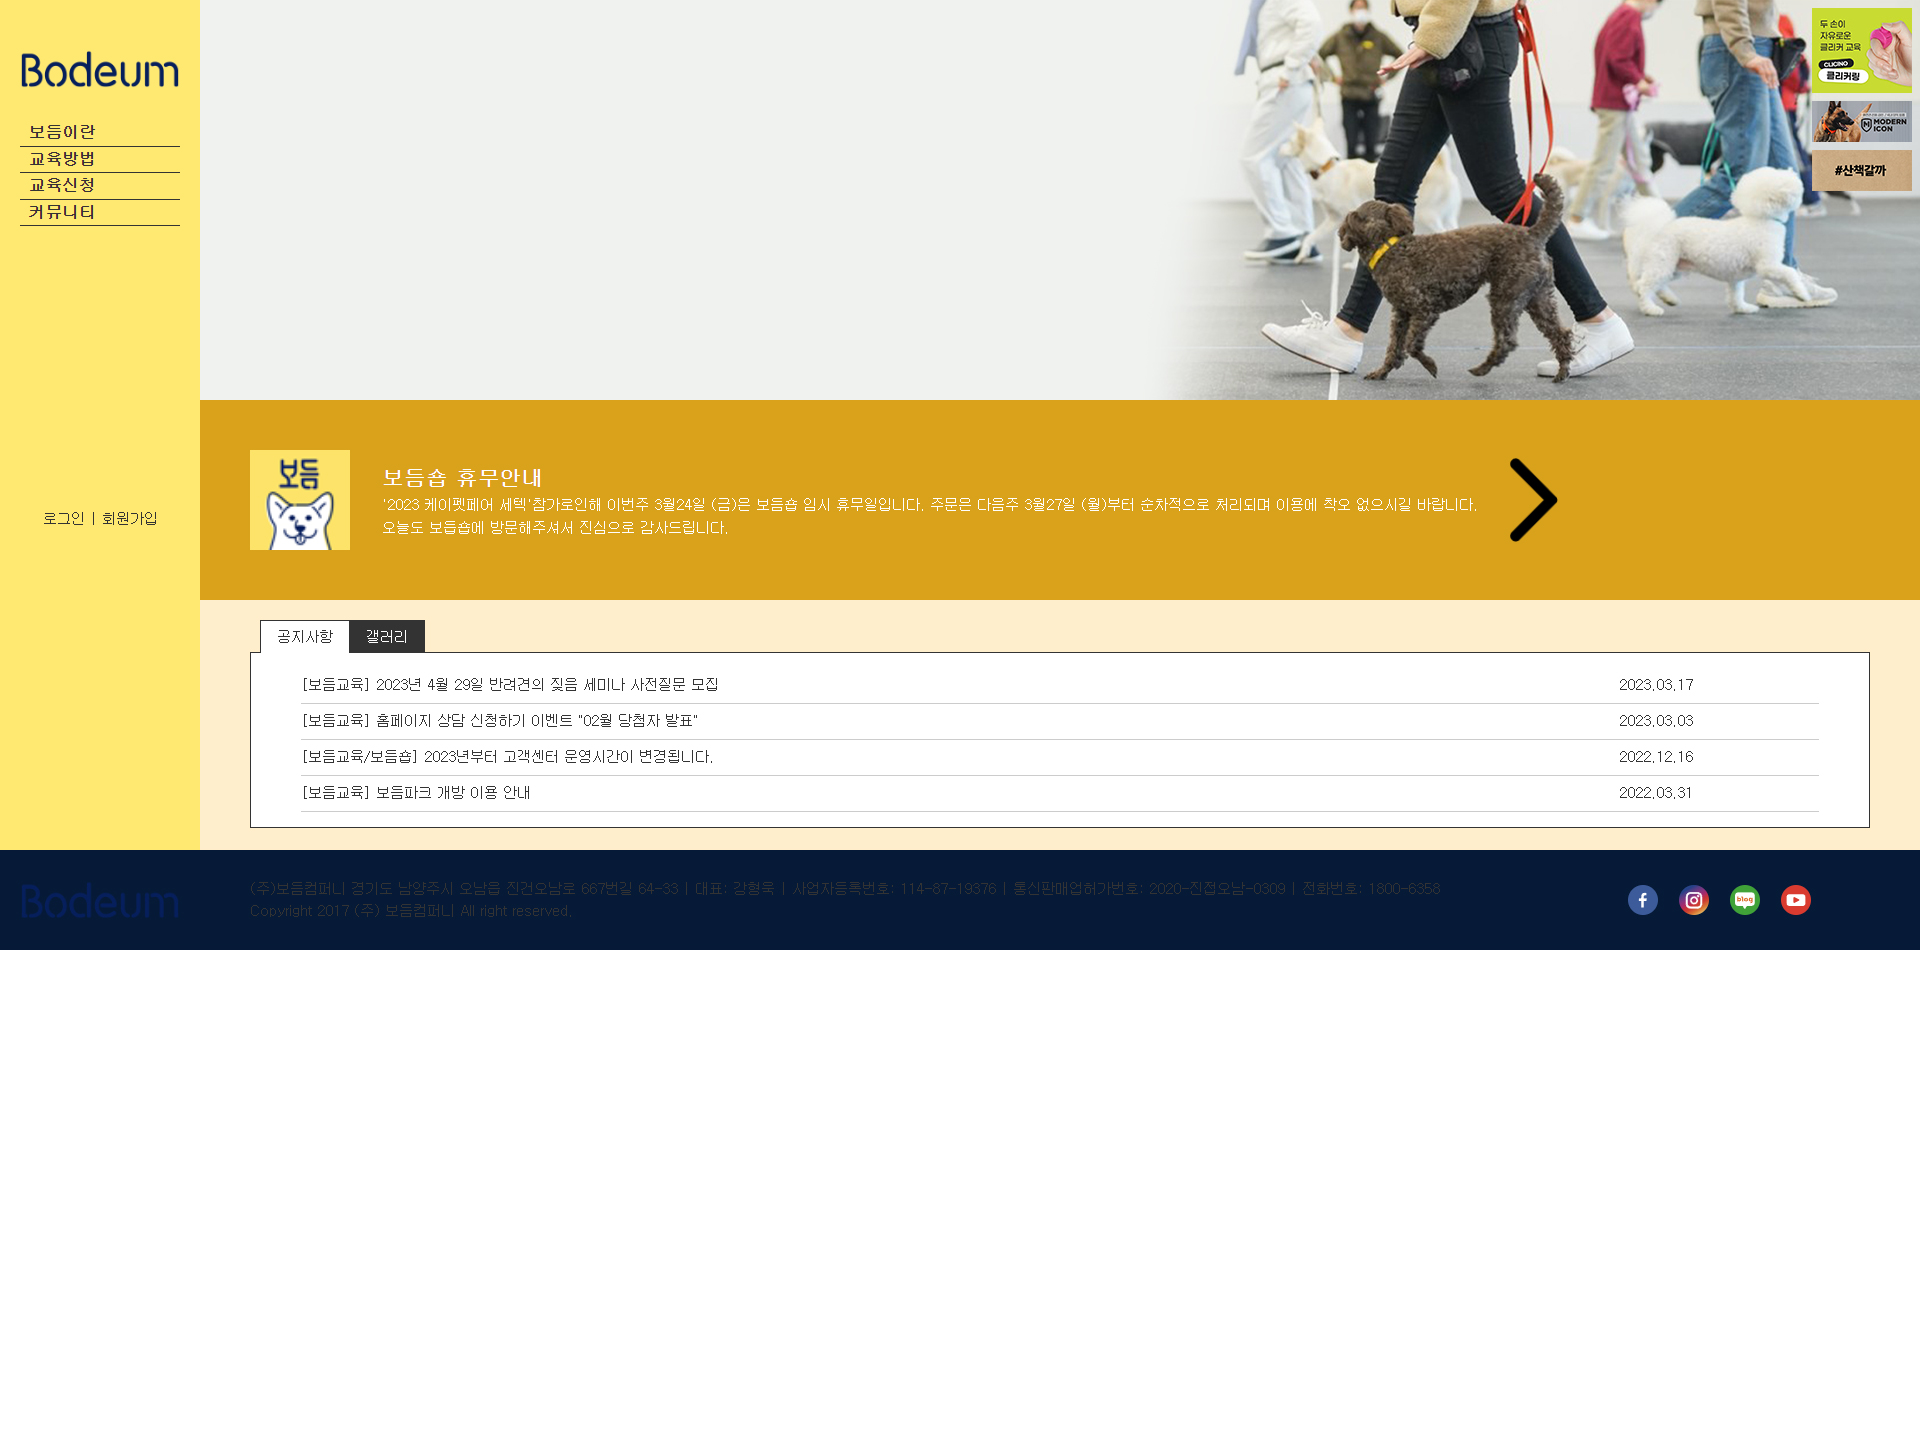 Bodeum
보듬이란
교육방법
교육신청
커뮤니티
로그인 | 회원가입
두 손이
자유로운
클리커 교육
CLICINO
클리커링
MODERN
ICON
#산책갈까
보듬
보듬숍 휴무안내
'2023 케이펫페어 세텍'참가로인해 이번주 3월24일 (금)은 보듬숍 임시 휴무일입니다. 주문은 다음주 3월27일 (월)부터 순차적으로 처리되며 이용에 착오 없으시길 바랍니다.
오늘도 보듬숍에 방문해주셔서 진심으로 감사드립니다.
공지사항 갤러리
[보듬교육] 2023년 4월 29일 반려견의 짖음 세미나 사전질문 모집 2023.03.17
[보듬교육] 홈페이지 상담 신청하기 이벤트 "02월 당첨자 발표" 2023.03.03
[보듬교육/보듬숍] 2023년부터 고객센터 운영시간이 변경됩니다. 2022.12.16
[보듬교육] 보듬파크 개방 이용 안내 2022.03.31
Bodeum
(주)보듬컴퍼니 경기도 남양주시 오남읍 진건오남로 667번길 64-33 | 대표: 강형욱 | 사업자등록번호: 114-87-19376 | 통신판매업허가번호: 2020-진접오남-0309 | 전화번호: 1800-6358
Copyright 2017 (주) 보듬컴퍼니 All right reserved.
blog